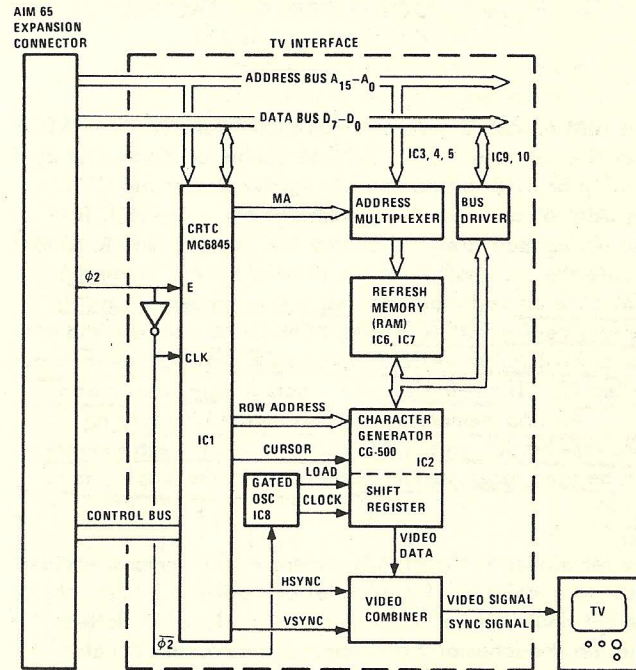 AIM 65
EXPANSION
CONNECTOR
TV INTERFACE
ADDRESS BUS A15–A0
DATA BUS D7–D0
IC3, 4, 5
IC9, 10
MA
CRTC
MC6845
ADDRESS
MULTIPLEXER
BUS
DRIVER
ϕ2
E
REFRESH
MEMORY
(RAM)
IC6, IC7
CLK
ROW ADDRESS
CHARACTER
GENERATOR
CG-500
IC1
CURSOR
IC2
LOAD
GATED
OSC
IC8
CLOCK
SHIFT
REGISTER
CONTROL BUS
VIDEO
DATA
HSYNC
VIDEO
COMBINER
VIDEO SIGNAL
SYNC SIGNAL
TV
VSYNC
ϕ2